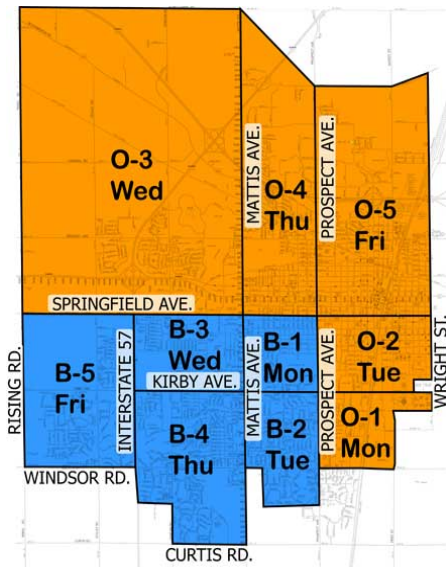 O-3
Wed
MATTIS AVE.
O-4
Thu
PROSPECT AVE.
O-5
Fri
SPRINGFIELD AVE.
RISING RD.
B-5
Fri
INTERSTATE 57
B-3
Wed
KIRBY AVE.
B-4
Thu
MATTIS AVE.
B-1
Mon
B-2
Tue
PROSPECT AVE.
O-2
Tue
O-1
Mon
WRIGHT ST.
WINDSOR RD.
CURTIS RD.